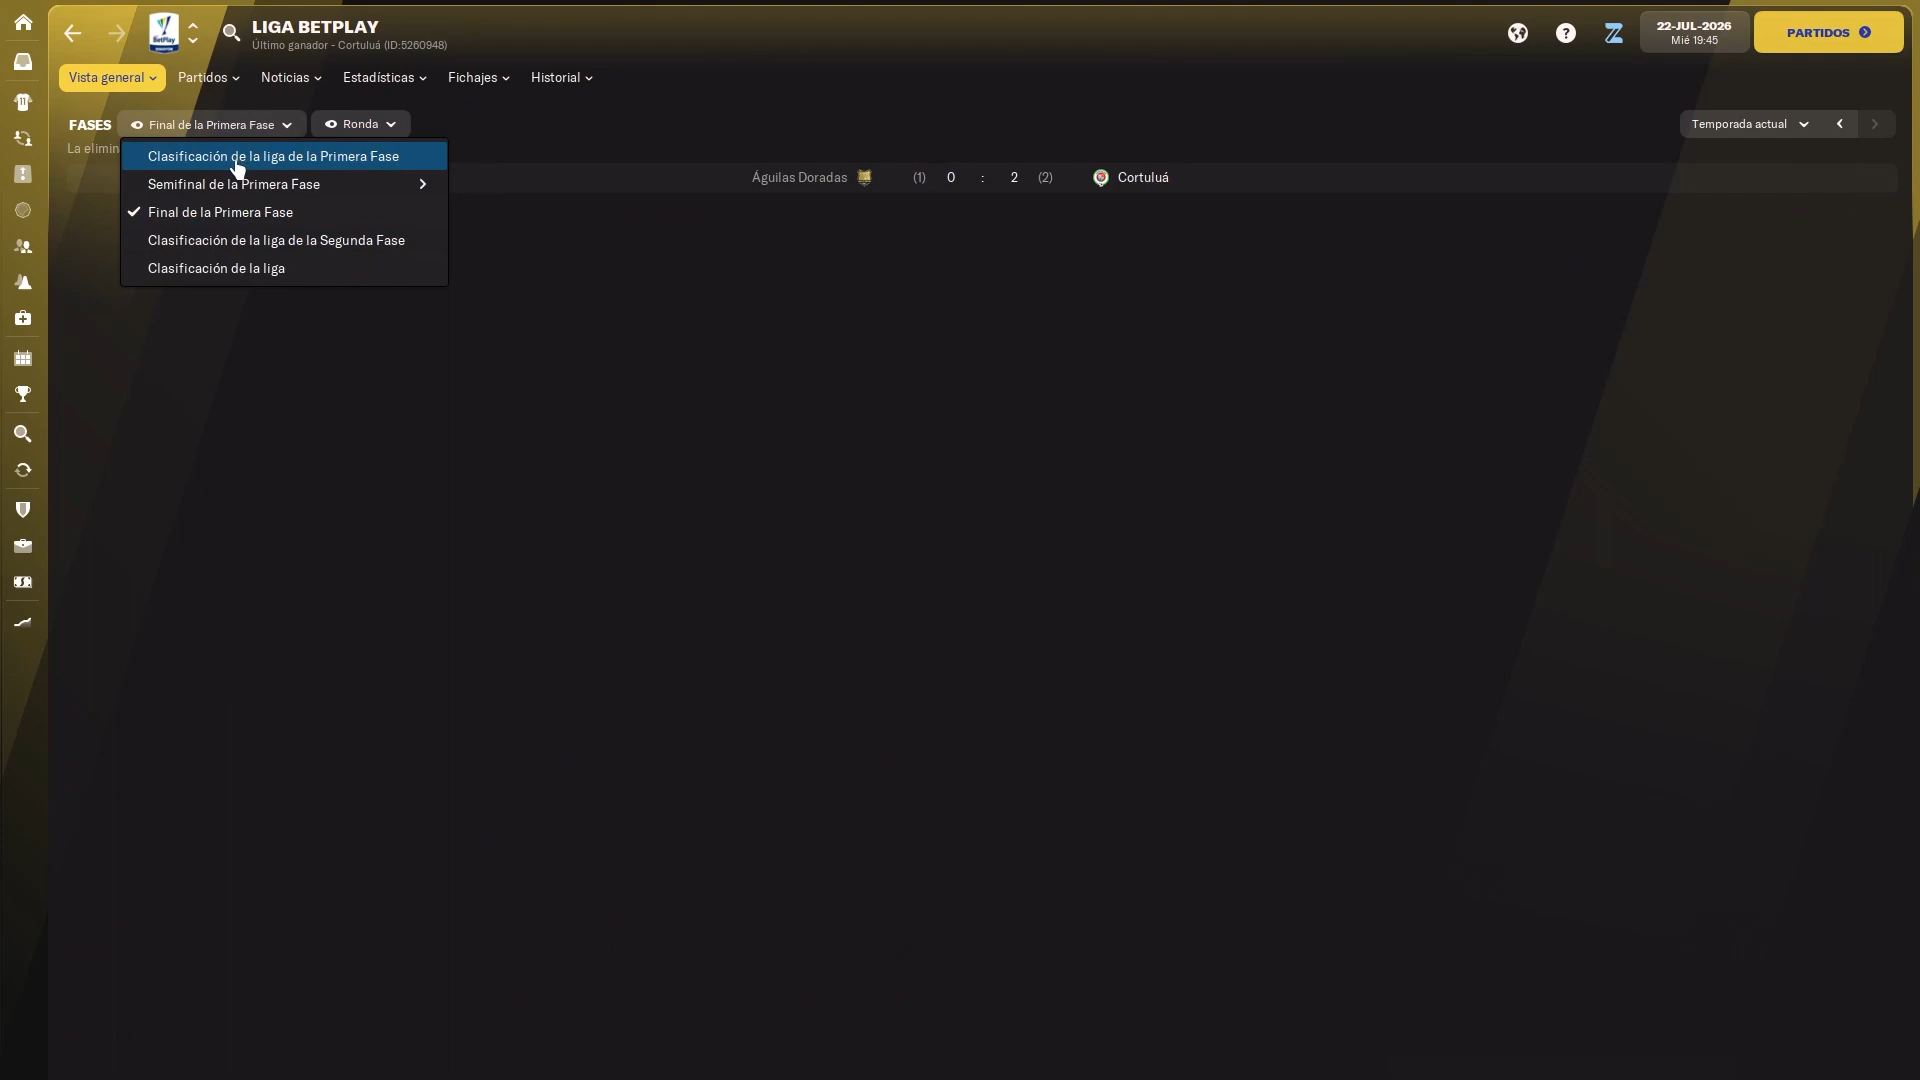 LIGA BETPLAY
Último ganador - Cortuluá (ID:5260948)
22-JUL-2026
Mié 19:45
PARTIDOS
Vista general
Partidos
Noticias
Estadísticas
Fichajes
Historial
FASES
Final de la Primera Fase
Ronda
Temporada actual
La elimin
Clasificación de la liga de la Primera Fase
Semifinal de la Primera Fase
Final de la Primera Fase
Clasificación de la liga de la Segunda Fase
Clasificación de la liga
Águilas Doradas (1) 0 : 2 (2) Cortuluá